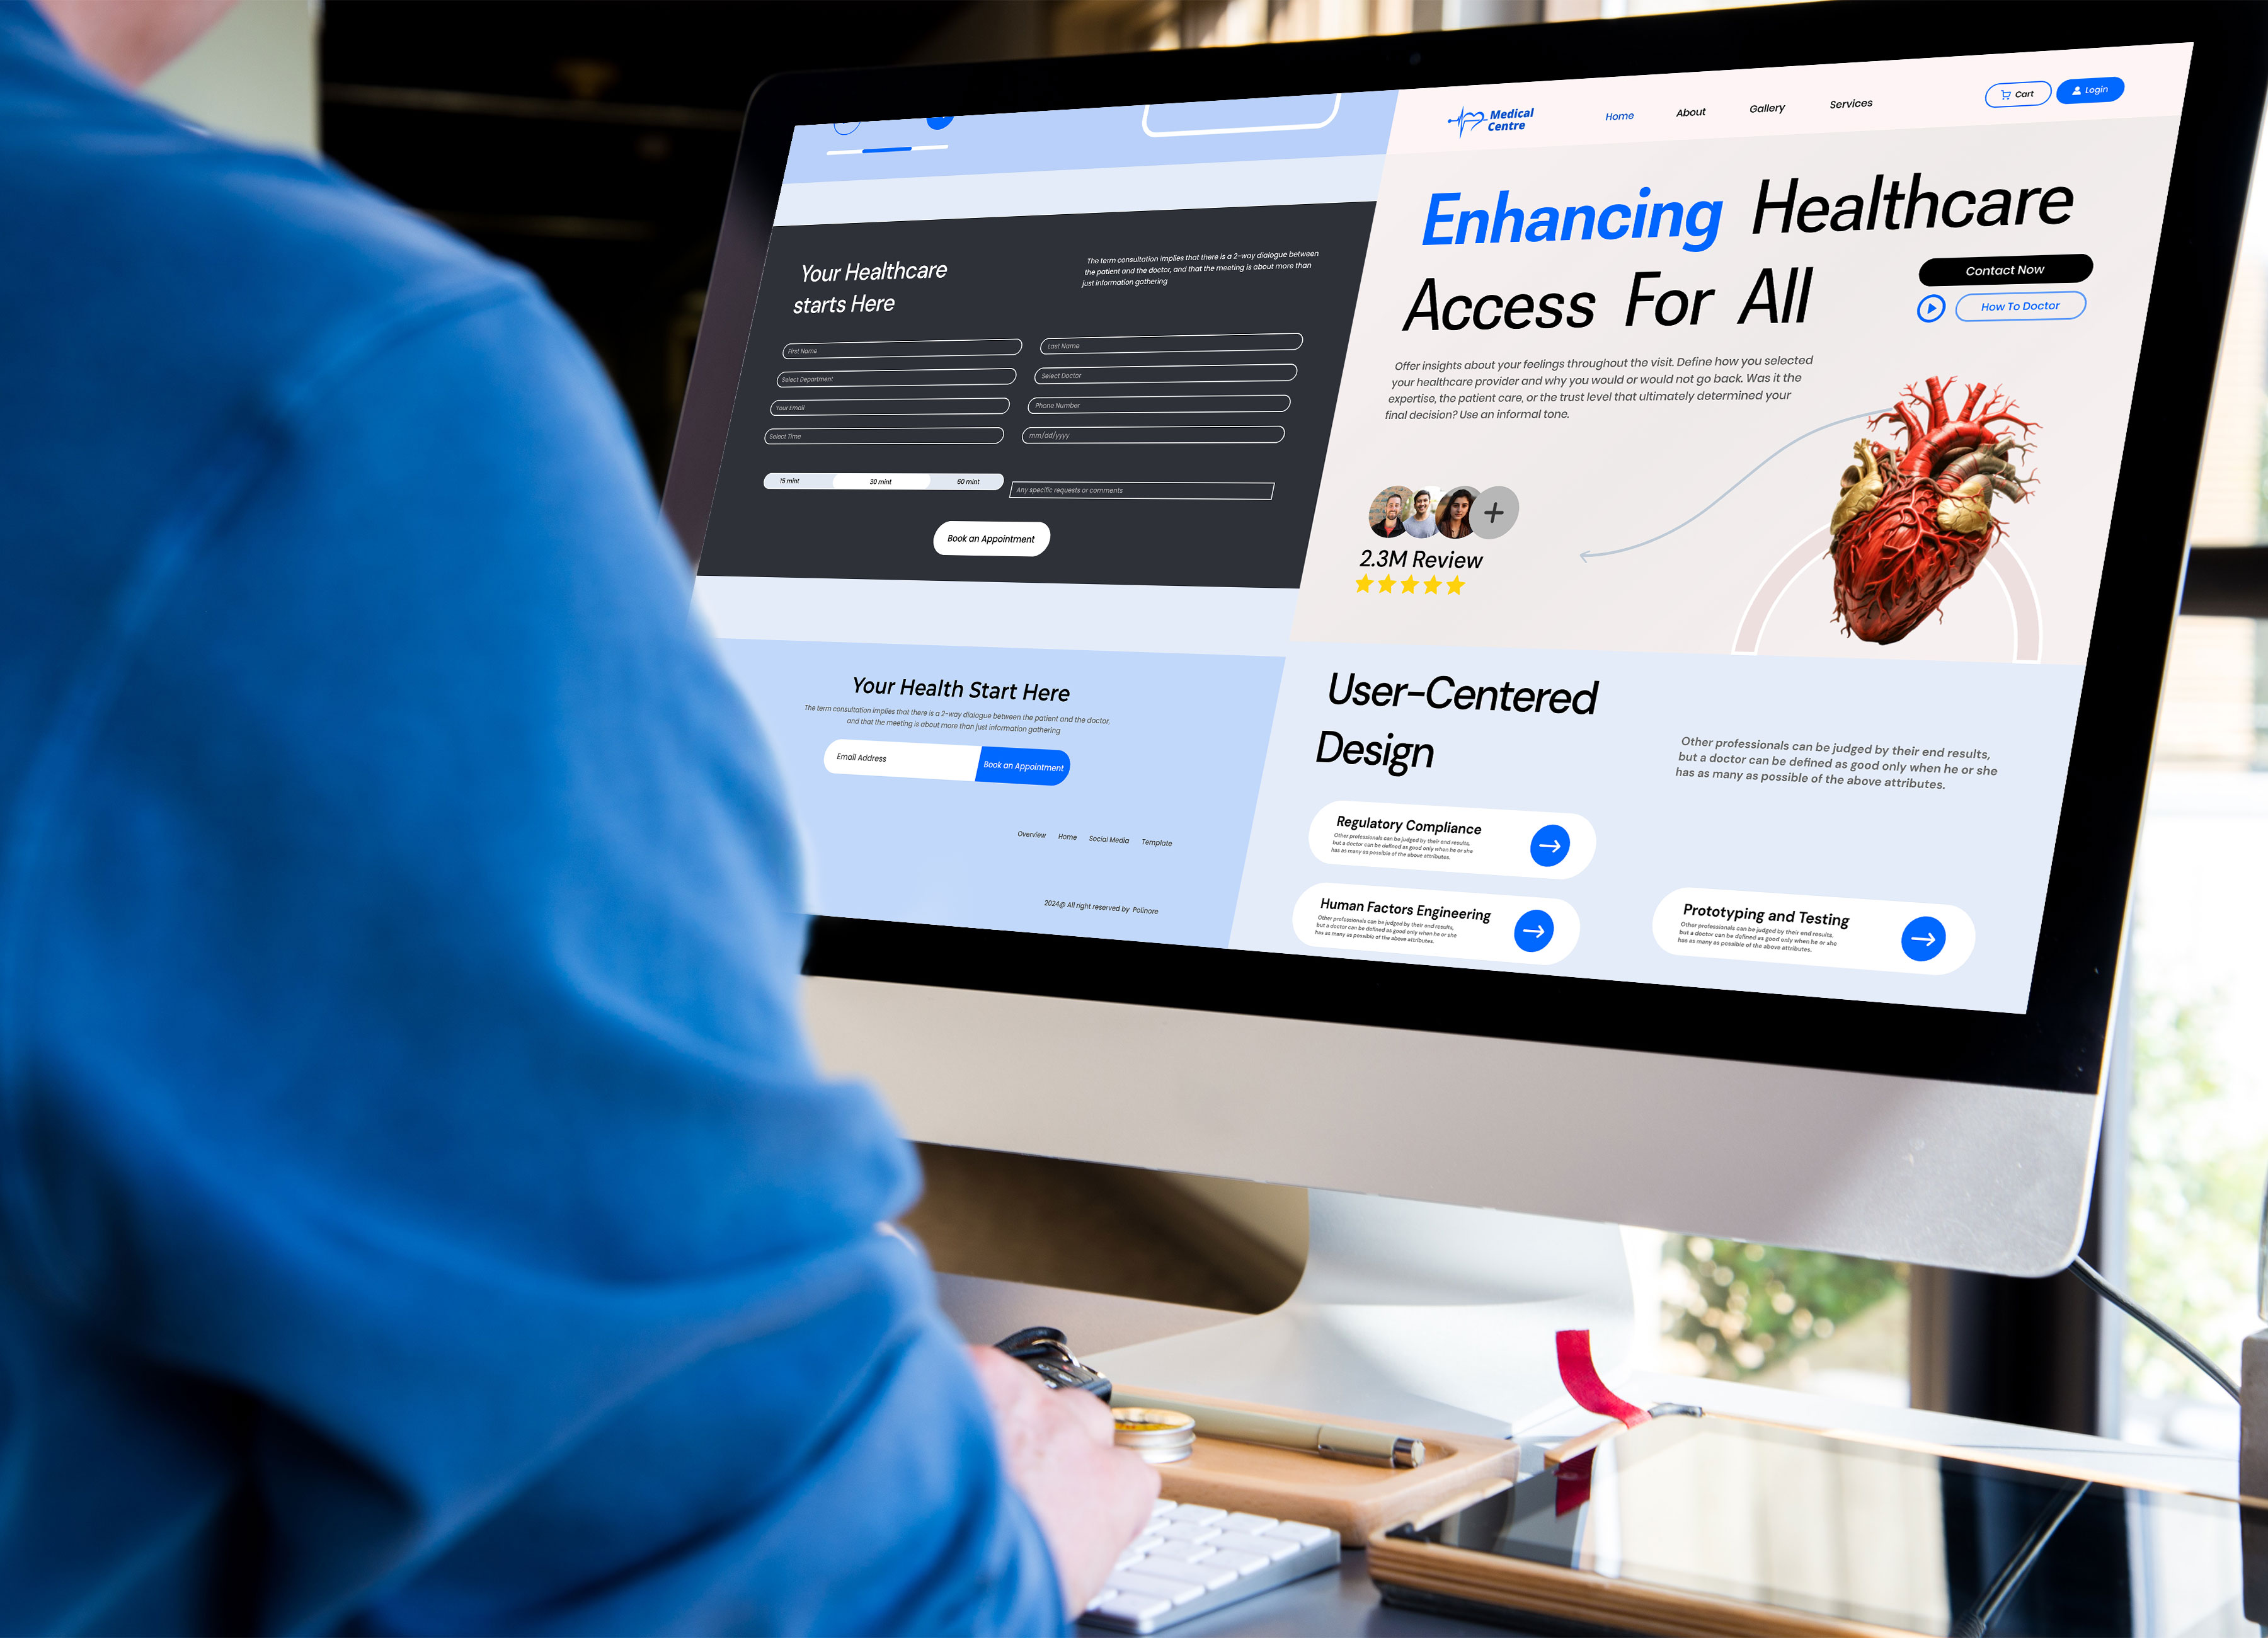 Your Healthcare
starts Here
The term consultation implies that there is a 2-way dialogue between
the patient and the doctor, and that the meeting is about more than
just information gathering
First Name
Last Name
Select Department
Select Doctor
Your Email
Phone Number
Select Time
mm/dd/yyyy
15 mint
30 mint
60 mint
Any specific requests or comments
Book an Appointment
Your Health Start Here
The term consultation implies that there is a 2-way dialogue between the patient and the doctor,
and that the meeting is about more than just information gathering
Email Address
Book an Appointment
Overview
Home
Social Media
Template
2024@ All right reserved by Polinore
Medical
Centre
Home
About
Gallery
Services
Cart
Login
Enhancing Healthcare
Access For All
Contact Now
How To Doctor
Offer insights about your feelings throughout the visit. Define how you selected
your healthcare provider and why you would or would not go back. Was it the
expertise, the patient care, or the trust level that ultimately determined your
final decision? Use an informal tone.
2.3M Review
User-Centered
Design
Other professionals can be judged by their end results,
but a doctor can be defined as good only when he or she
has as many as possible of the above attributes.
Regulatory Compliance
Other professionals can be judged by their end results,
but a doctor can be defined as good only when he or she
has as many as possible of the above attributes.
Human Factors Engineering
Other professionals can be judged by their end results,
but a doctor can be defined as good only when he or she
has as many as possible of the above attributes.
Prototyping and Testing
Other professionals can be judged by their end results,
but a doctor can be defined as good only when he or she
has as many as possible of the above attributes.